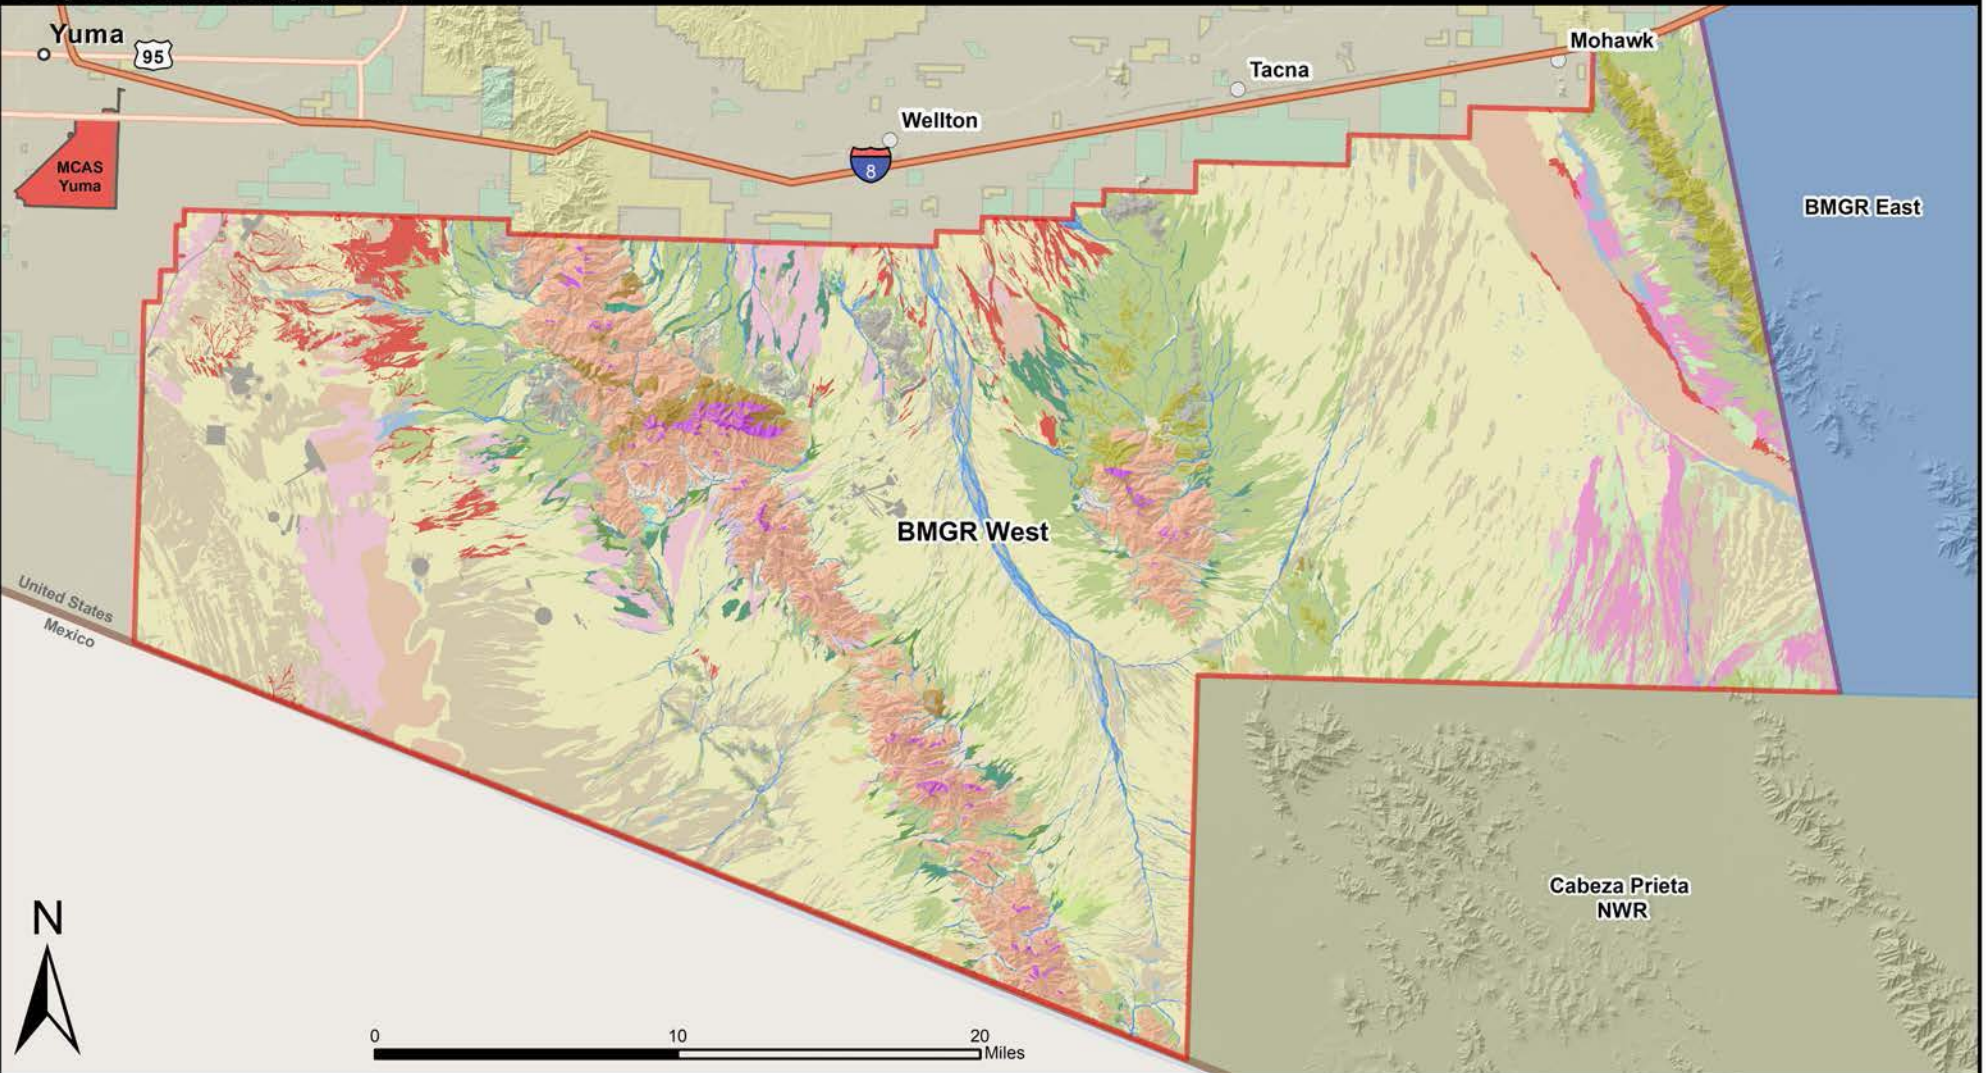 Yuma
95
Mohawk
Tacna
Wellton
8
MCAS
Yuma
BMGR East
BMGR West
United States
Mexico
Cabeza Prieta
NWR
N
0
10
20
Miles